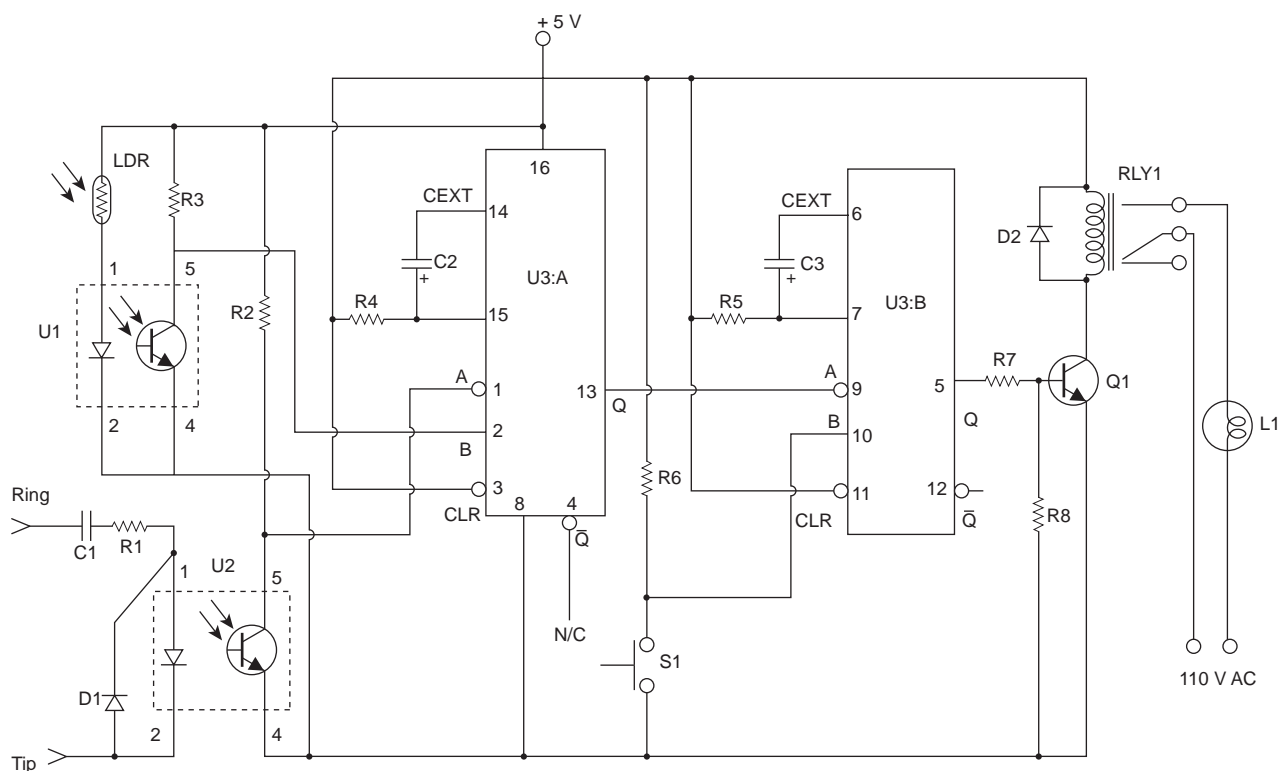 + 5 V
LDR
R3
16
RLY1
CEXT
14
CEXT
6
D2
1
5
C2
+
U3:A
C3
+
U3:B
U1
R2
R4
15
R5
7
R7
A
1
13
Q
A
9
5
Q
Q1
2
4
2
B
B
10
L1
3
CLR
8
4
Q̄
R6
11
CLR
12
Q̄
R8
Ring
C1
R1
U2
1
5
N/C
S1
D1
2
4
110 V AC
Tip